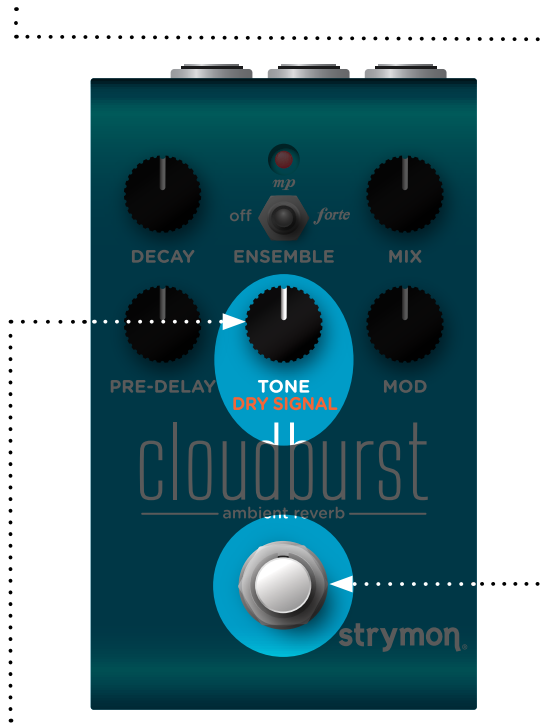 mp
off forte
DECAY ENSEMBLE MIX
PRE-DELAY TONE MOD
DRY SIGNAL
cloudburst
ambient reverb
strymon®